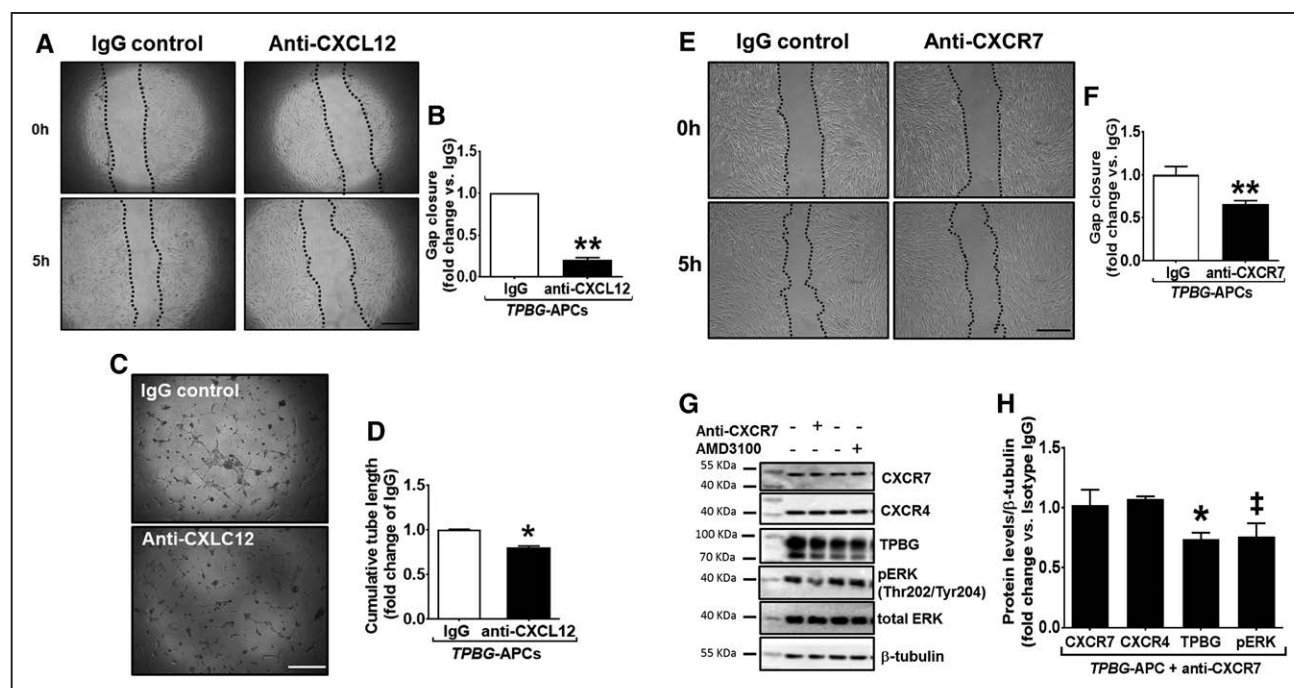 A
IgG control
Anti-CXCL12
0h
5h
B
Gap closure
(fold change vs. IgG)
1.5
1.0
0.5
0.0
**
IgG
anti-CXCL12
TPBG-APCs
C
IgG control
Anti-CXLC12
D
Cumulative tube length
(fold change of IgG)
1.5
1.0
0.5
0.0
*
IgG
anti-CXCL12
TPBG-APCs
E
IgG control
Anti-CXCR7
0h
5h
F
Gap closure
(fold change vs. IgG)
1.5
1.0
0.5
0.0
**
IgG
anti-CXCR7
TPBG-APCs
G
Anti-CXCR7 - + - -
AMD3100 - - - +
55 KDa
40 KDa
CXCR7
40 KDa
CXCR4
100 KDa
70 KDa
TPBG
40 KDa
pERK
(Thr202/Tyr204)
40 KDa
total ERK
55 KDa
β-tubulin
H
Protein levels/β-tubulin
(fold change vs. Isotype IgG)
1.5
1.0
0.5
0.0
*
‡
CXCR7 CXCR4 TPBG pERK
TPBG-APC + anti-CXCR7